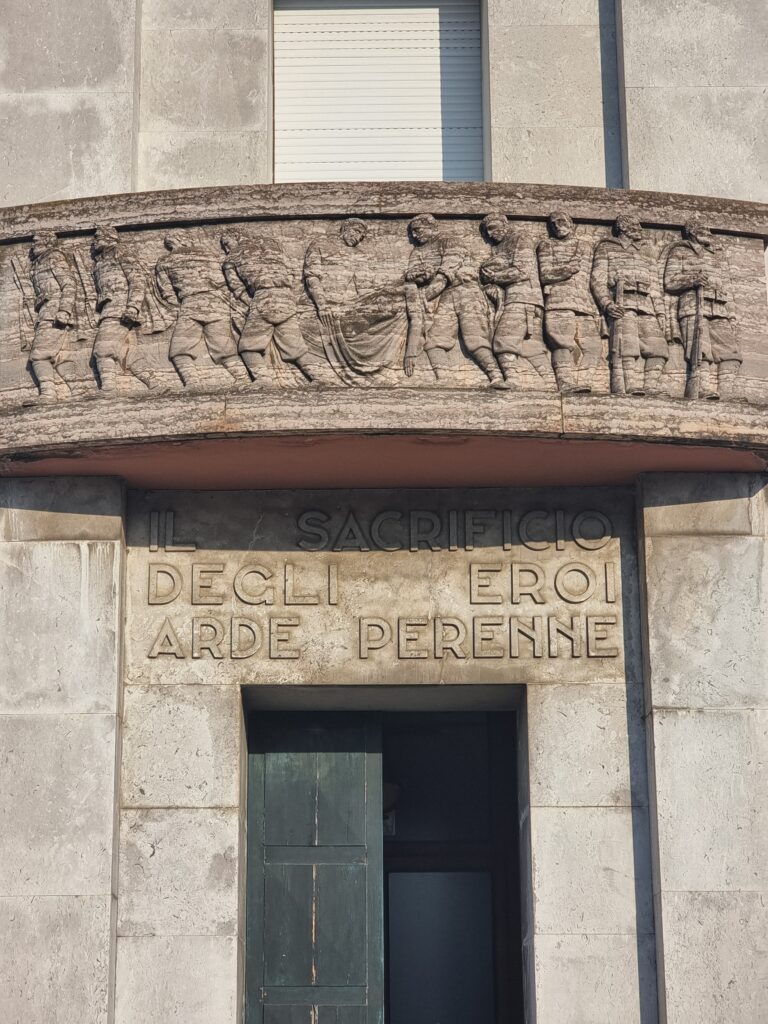 IL SACRIFICIO
DEGLI EROI
ARDE PERENNE